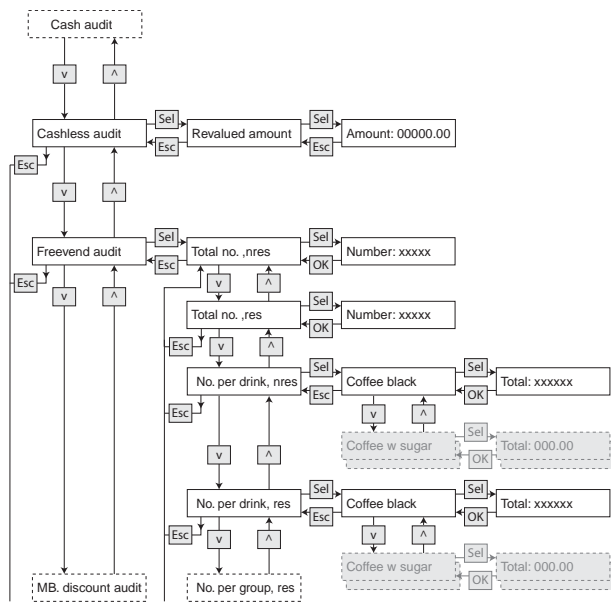 Cash audit
v ^
Sel Sel
Cashless audit Revalued amount Amount: 00000.00
Esc Esc
Esc
v ^
Sel Sel
Freevend audit Total no. ,nres Number: xxxxx
Esc OK
Esc
v ^ v ^
Sel
Total no. ,res Number: xxxxx
OK
Esc v ^
Sel Sel
No. per drink, nres Coffee black Total: xxxxxx
Esc OK
Esc
v ^
Sel
Coffee w sugar Total: 000.00
OK
v ^
Sel Sel
No. per drink, res Coffee black Total: xxxxxx
Esc OK
Esc
v ^ v ^
Sel
Coffee w sugar Total: 000.00
OK
MB. discount audit No. per group, res